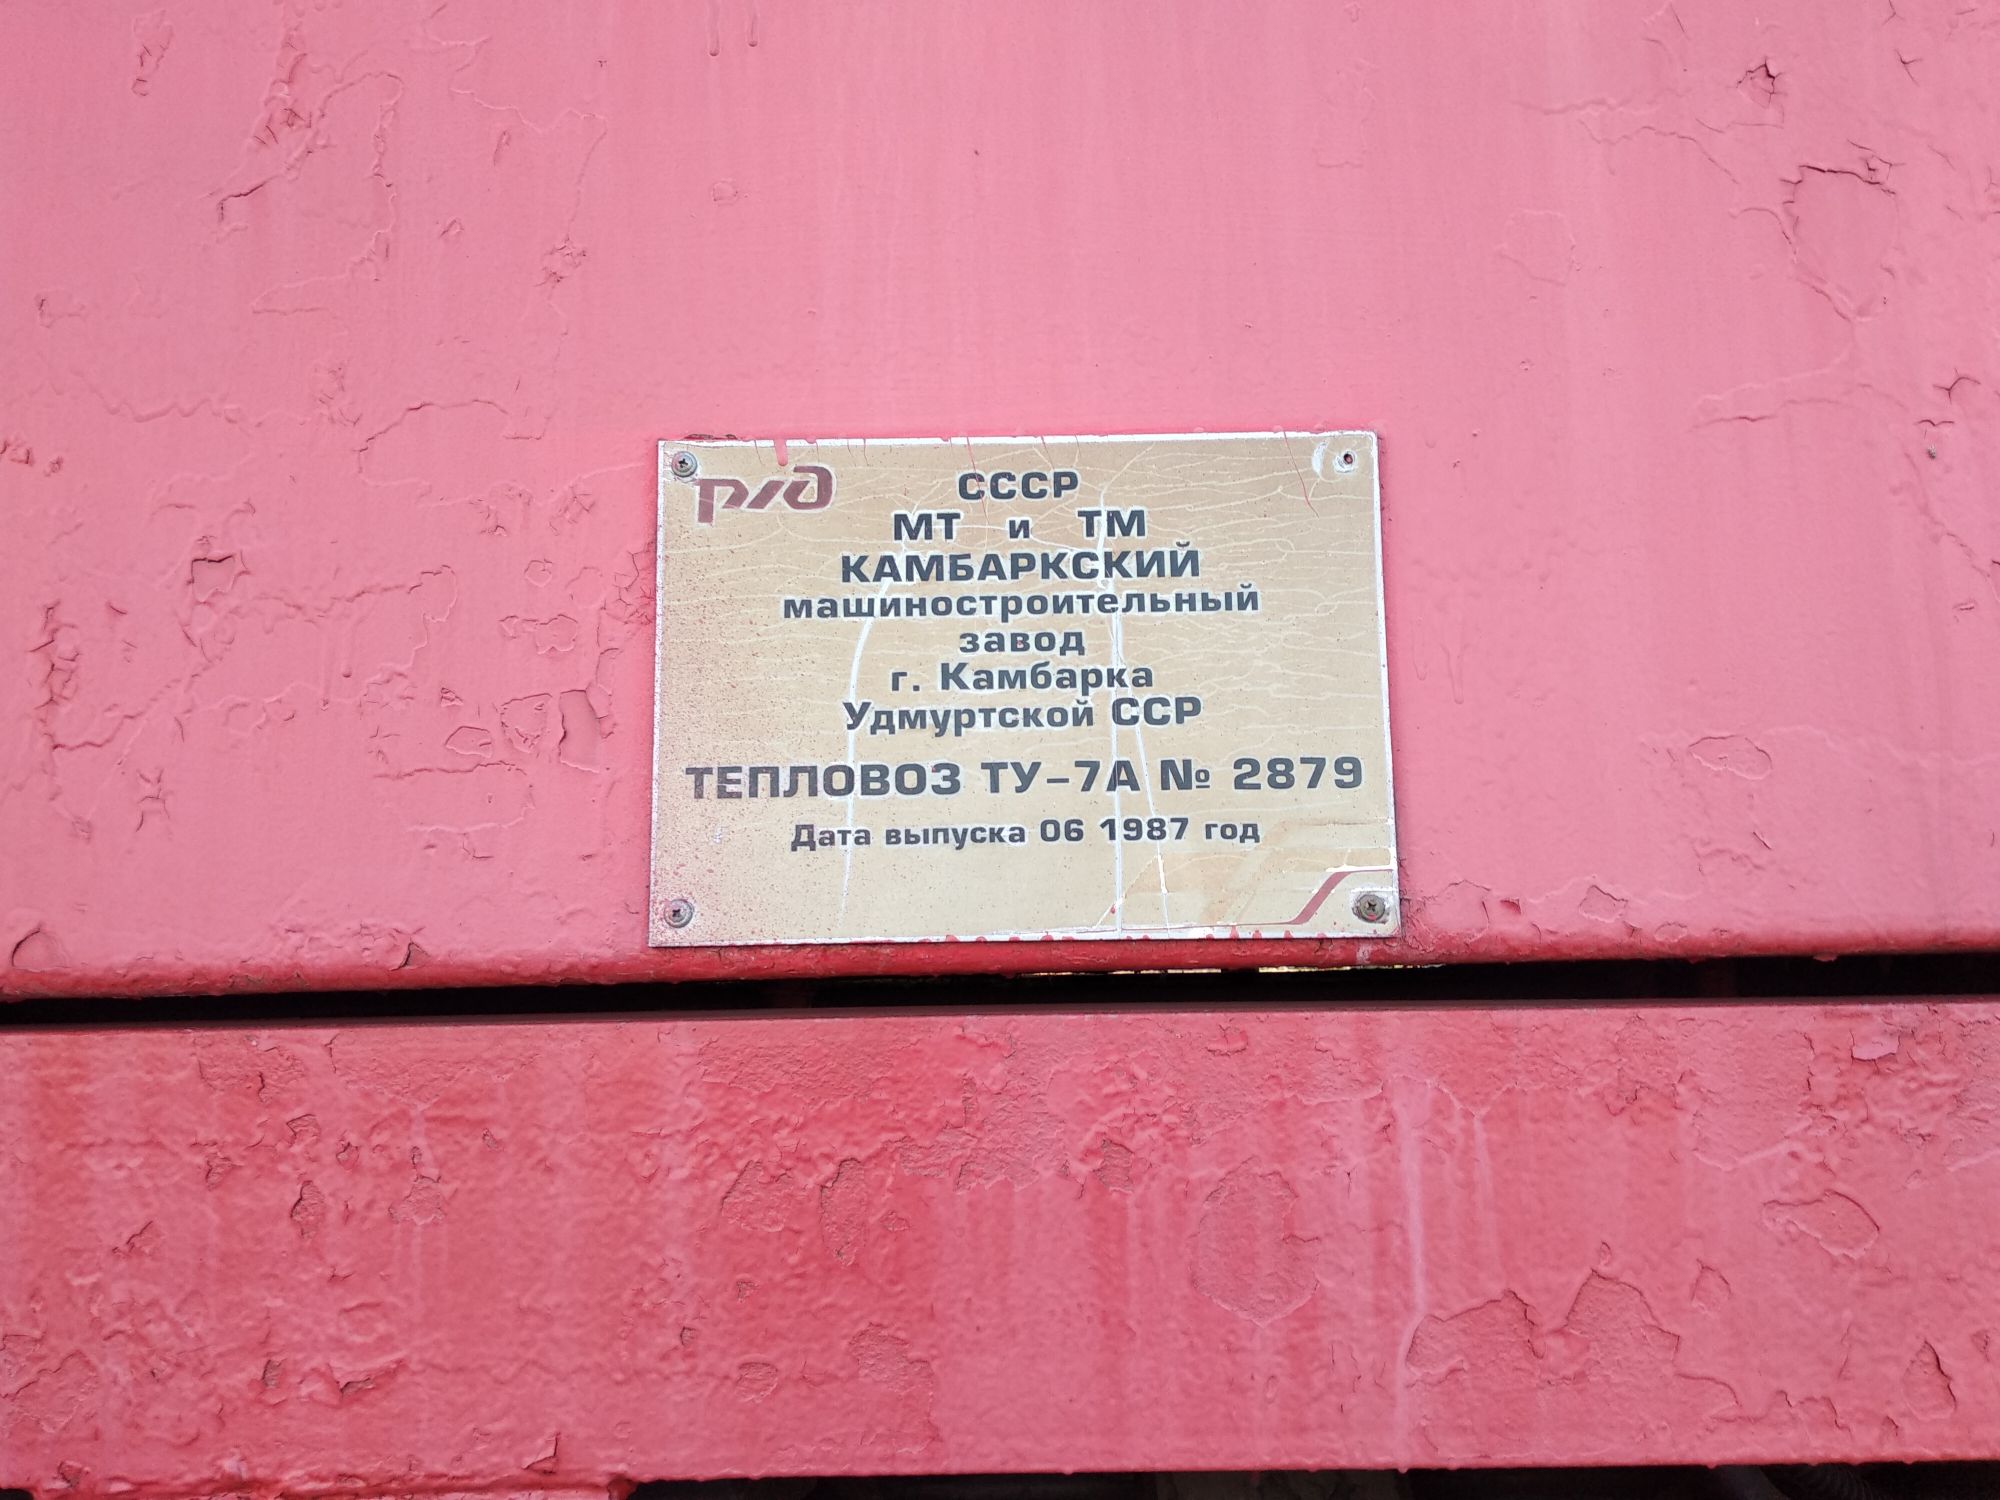 РЖД
СССР
МТ и ТМ
КАМБАРКСКИЙ
машиностроительный
завод
г. Камбарка
Удмуртской ССР
ТЕПЛОВОЗ ТУ-7А № 2879
Дата выпуска 06 1987 год